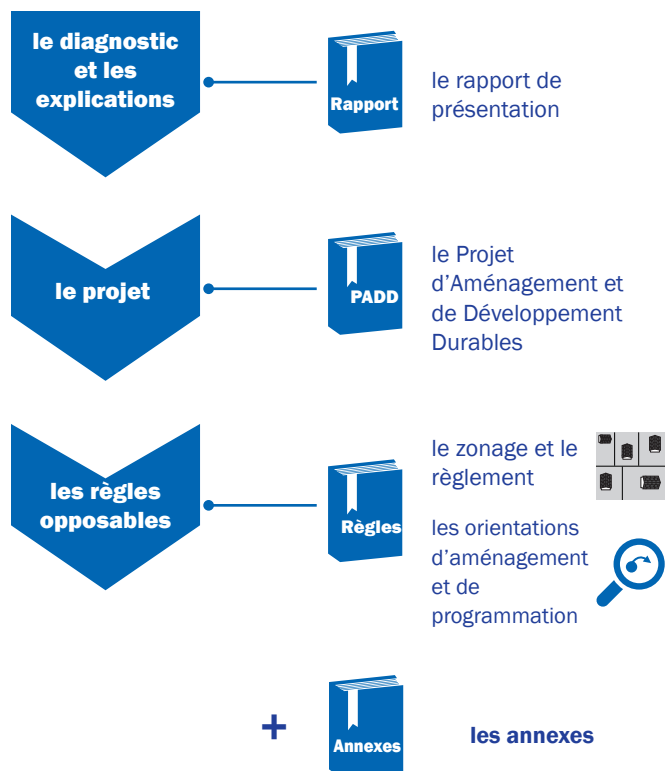 le diagnostic
et les
explications
Rapport
le rapport de
présentation
le projet
PADD
le Projet
d'Aménagement et
de Développement
Durables
les règles
opposables
Règles
le zonage et le
règlement
les orientations
d'aménagement
et de
programmation
+
Annexes
les annexes